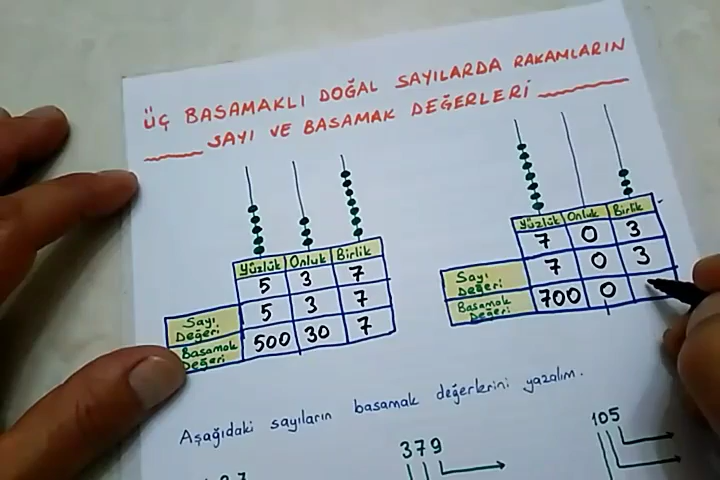 ÜÇ BASAMAKLI DOĞAL SAYILARDA RAKAMLARIN
SAYI VE BASAMAK DEĞERLERİ
Yüzlük Onluk Birlik
5 3 7
Sayı Değeri 5 3 7
Basamak Değeri 500 30 7
Yüzlük Onluk Birlik
7 0 3
Sayı Değeri 7 0 3
Basamak Değeri 700 0
Aşağıdaki sayıların basamak değerlerini yazalım.
379
105